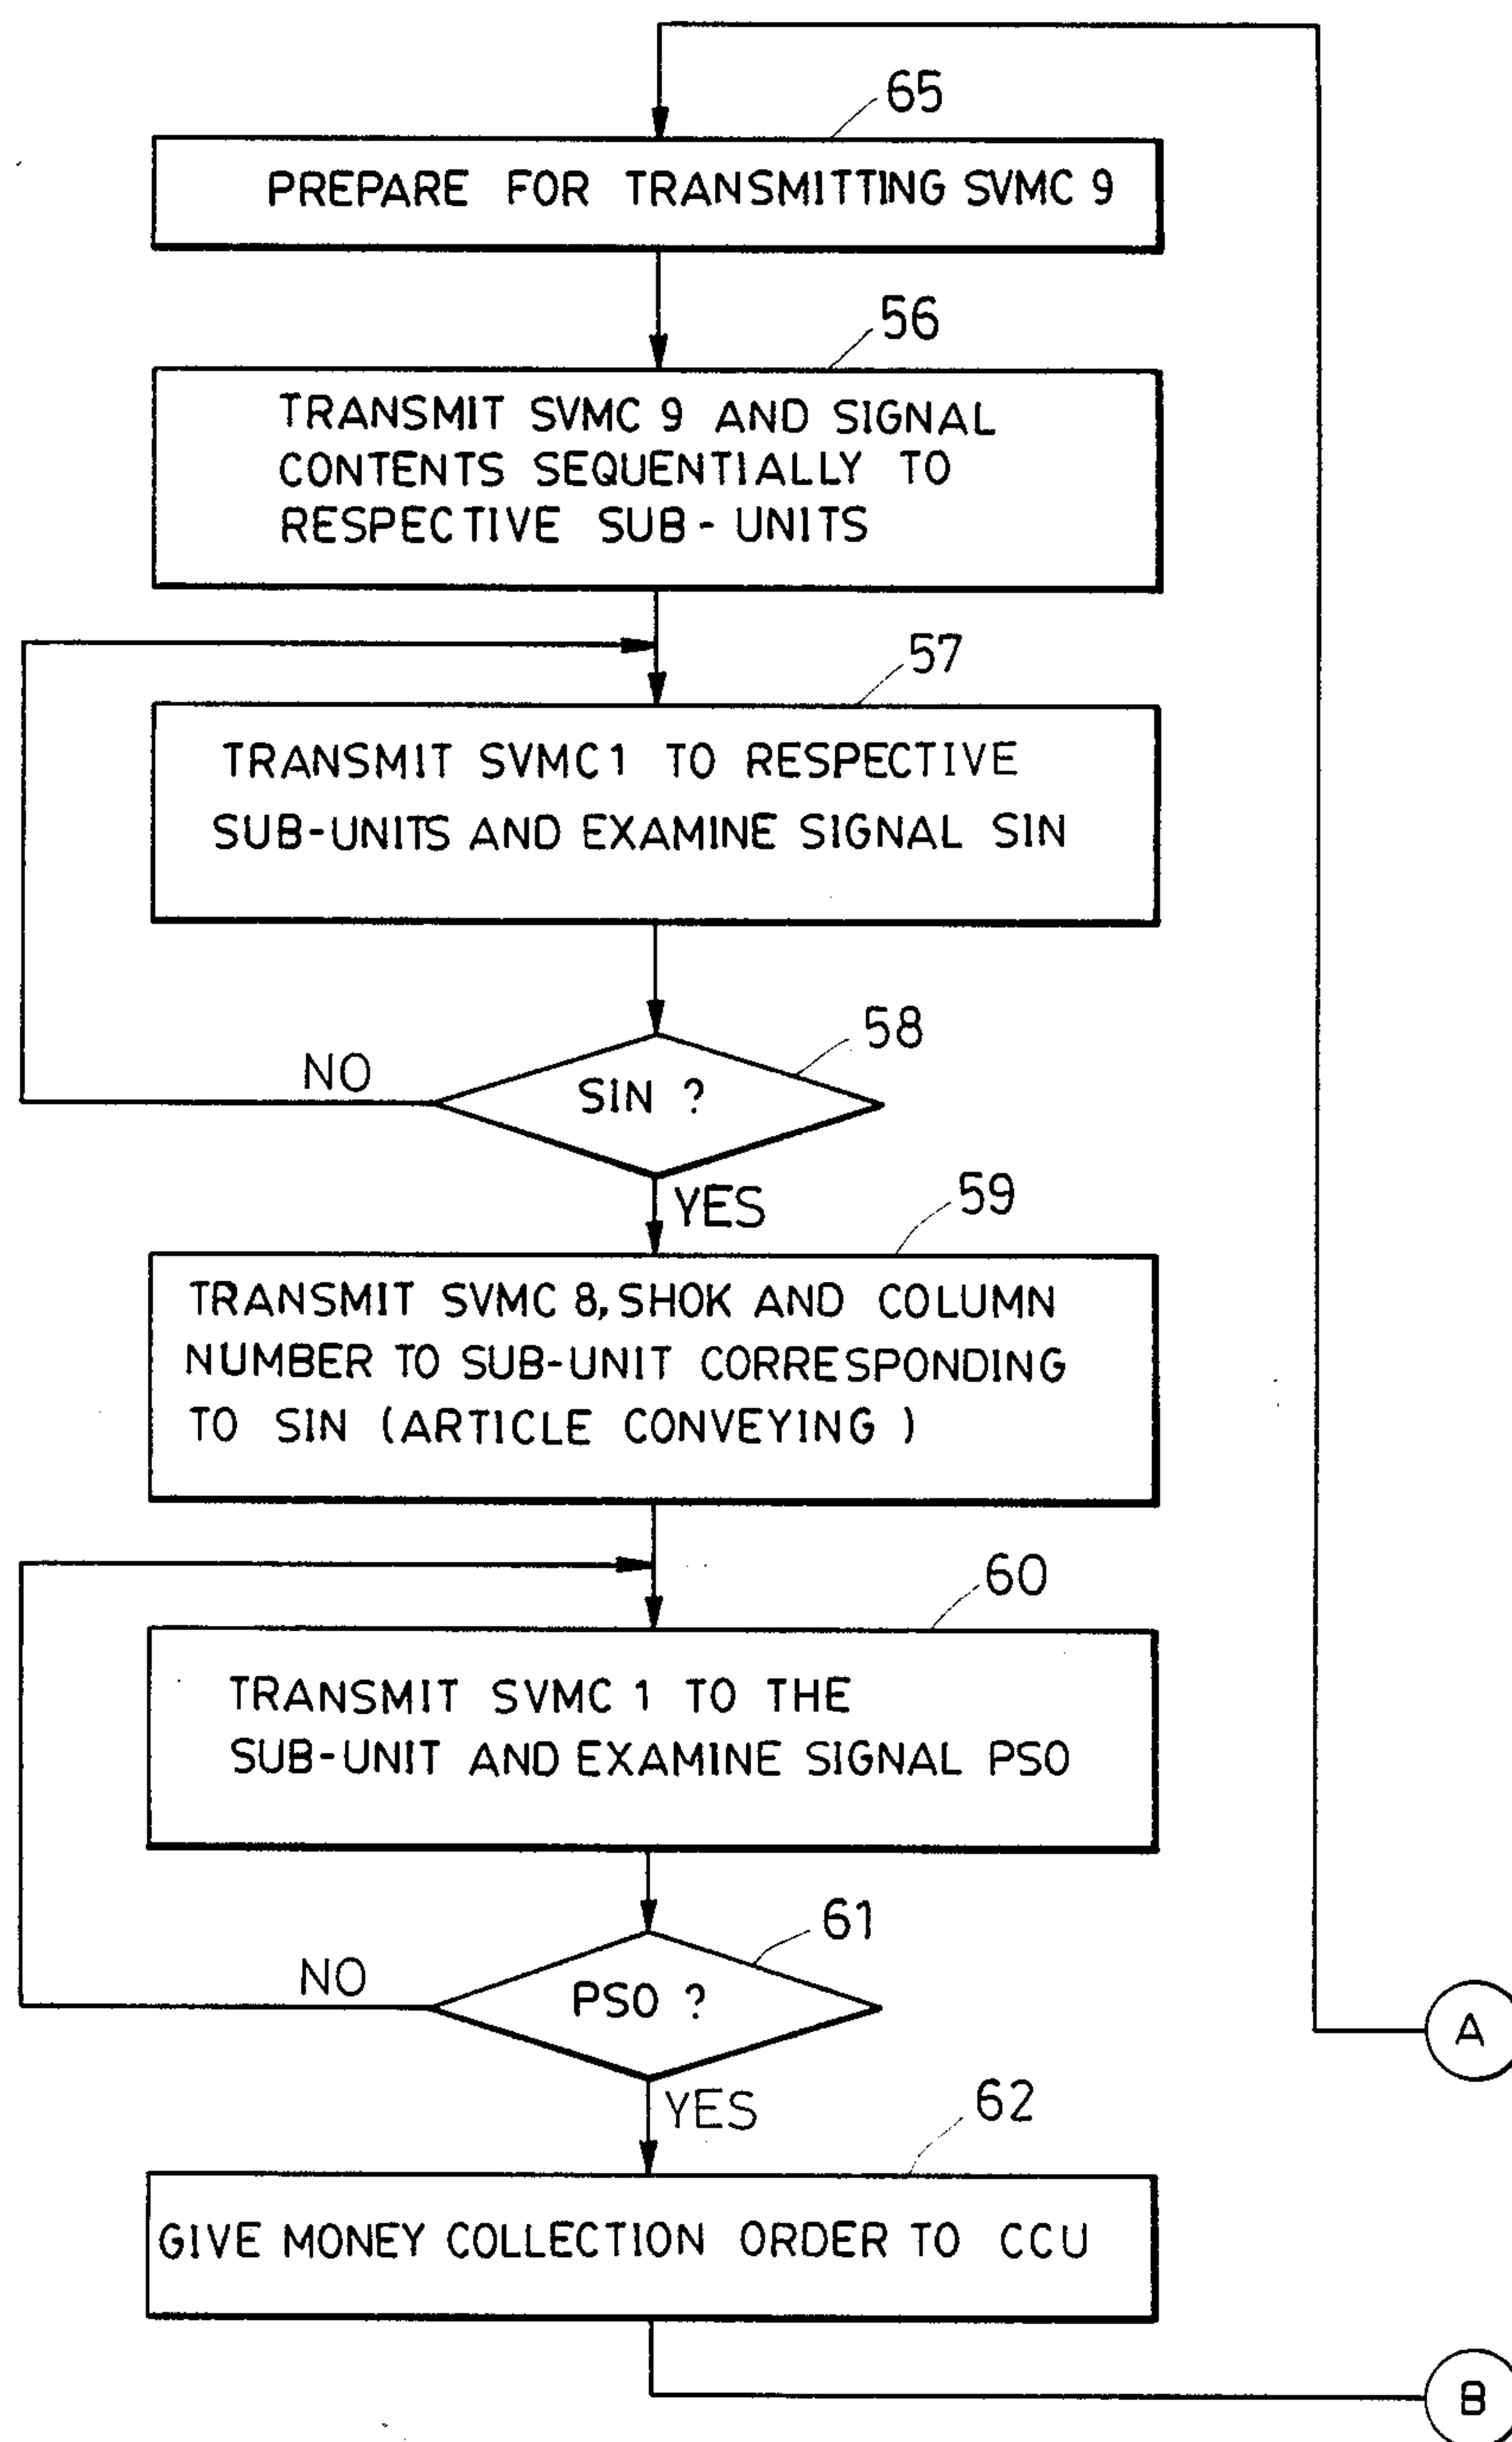 65
PREPARE FOR TRANSMITTING SVMC 9
56
TRANSMIT SVMC 9 AND SIGNAL
CONTENTS SEQUENTIALLY TO
RESPECTIVE SUB-UNITS
57
TRANSMIT SVMC1 TO RESPECTIVE
SUB-UNITS AND EXAMINE SIGNAL SIN
58
NO
SIN ?
YES
59
TRANSMIT SVMC 8, SHOK AND COLUMN
NUMBER TO SUB-UNIT CORRESPONDING
TO SIN (ARTICLE CONVEYING )
60
TRANSMIT SVMC 1 TO THE
SUB-UNIT AND EXAMINE SIGNAL PSO
61
NO
PSO ?
A
YES
62
GIVE MONEY COLLECTION ORDER TO CCU
B